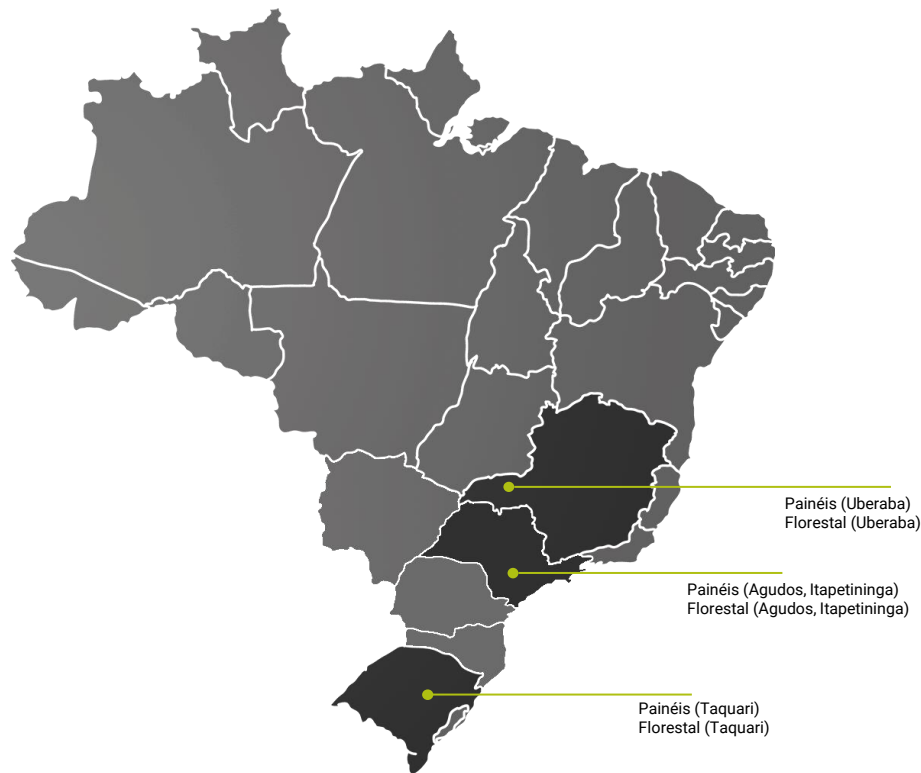 Painéis (Uberaba)
Florestal (Uberaba)
Painéis (Agudos, Itapetininga)
Florestal (Agudos, Itapetininga)
Painéis (Taquari)
Florestal (Taquari)